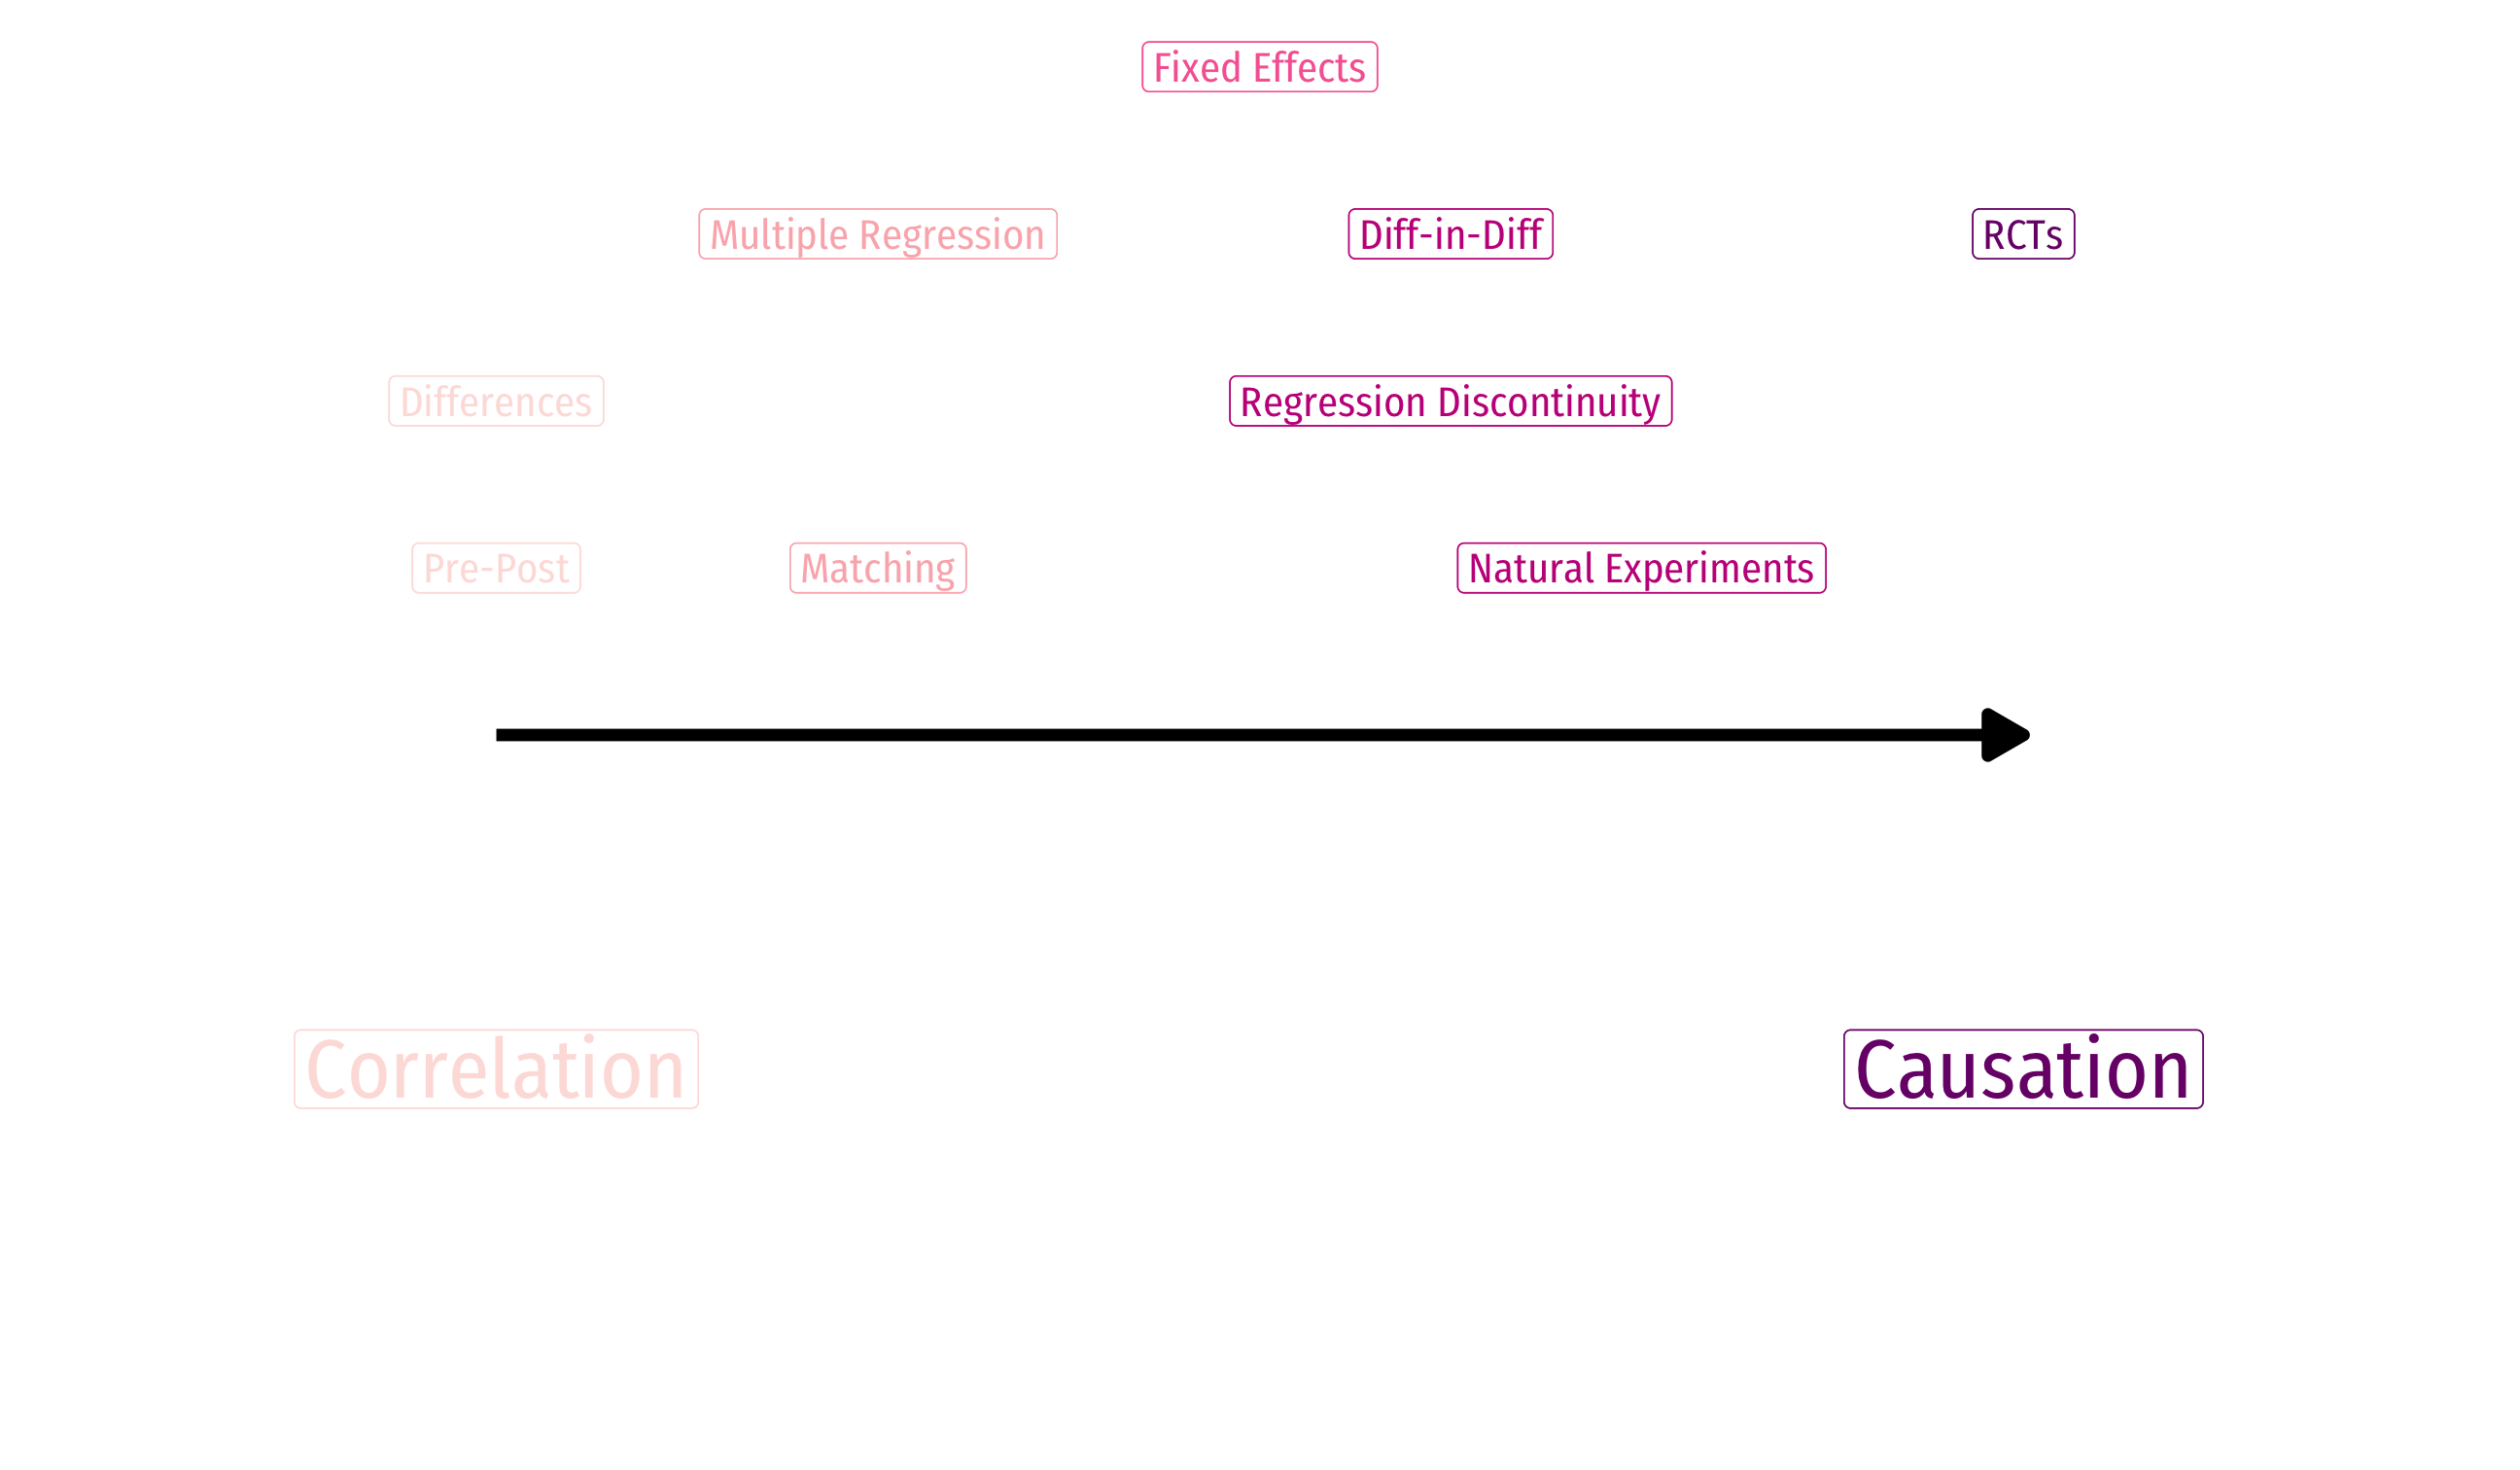 Fixed Effects
Multiple Regression
Diff-in-Diff
RCTs
Differences
Regression Discontinuity
Pre-Post
Matching
Natural Experiments
Correlation
Causation